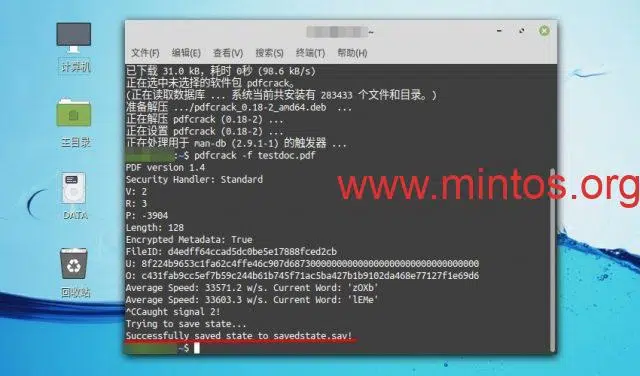 ~
文件(F) 编辑(E) 查看(V) 搜索(S) 终端(T) 帮助(H)
已下载 31.0 kB，耗时 0秒 (98.6 kB/s)
正在选中未选择的软件包 pdfcrack。
(正在读取数据库 ... 系统当前共安装有 283433 个文件和目录。)
准备解压 .../pdfcrack_0.18-2_amd64.deb ...
正在解压 pdfcrack (0.18-2) ...
正在设置 pdfcrack (0.18-2) ...
正在处理用于 man-db (2.9.1-1) 的触发器 ...
:~$ pdfcrack -f testdoc.pdf
PDF version 1.4
Security Handler: Standard
V: 2
R: 3
P: -3904
Length: 128
Encrypted Metadata: True
FileID: d4edff64ccad5dc0be5e17888fced2cb
U: 8f224b9653c1fa62c4ffe46c907d687300000000000000000000000000000000
O: c431fab9cc5ef7b59c244b61b745f71ac5ba427b1b9102da468e77127f1e69d6
Average Speed: 33571.2 w/s. Current Word: 'zOXb'
Average Speed: 33603.3 w/s. Current Word: 'lEMe'
^CCaught signal 2!
Trying to save state...
Successfully saved state to savedstate.sav!
:~$
计算机
主目录
DATA
回收站
www.mintos.org